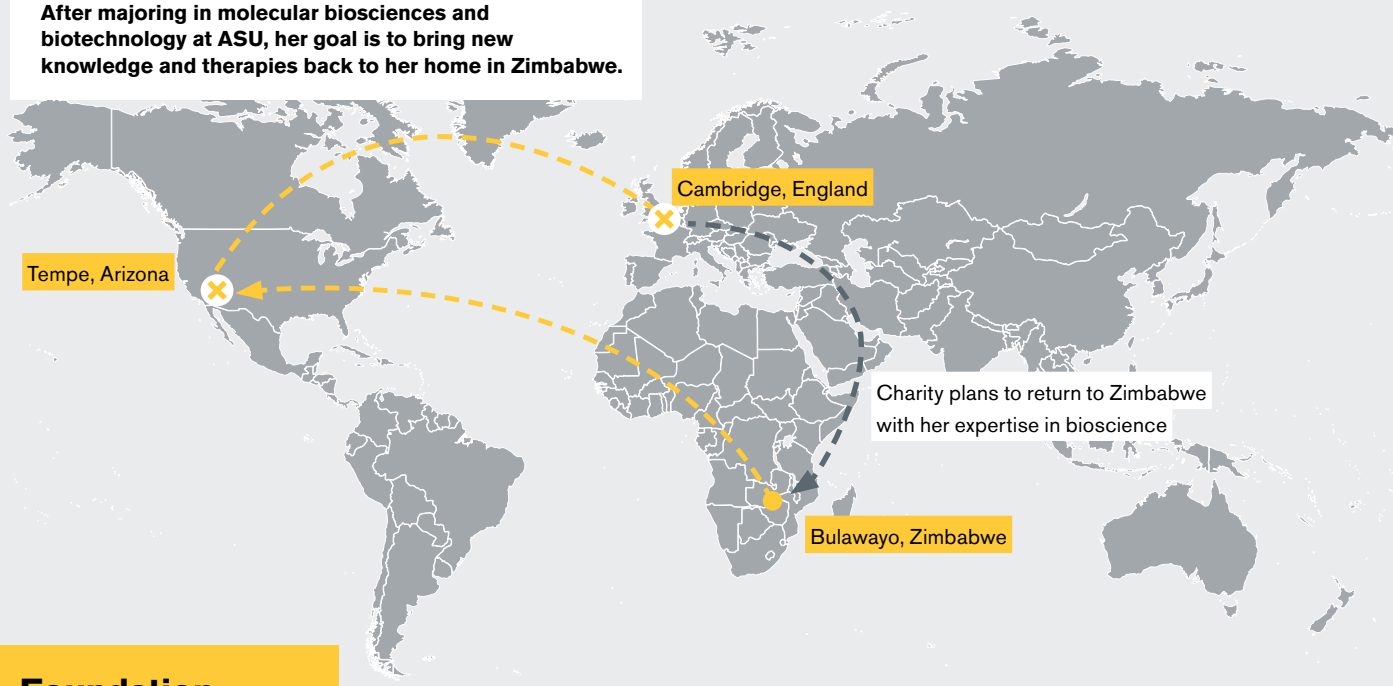 After majoring in molecular biosciences and
biotechnology at ASU, her goal is to bring new
knowledge and therapies back to her home in Zimbabwe.
Cambridge, England
Tempe, Arizona
Charity plans to return to Zimbabwe
with her expertise in bioscience
Bulawayo, Zimbabwe